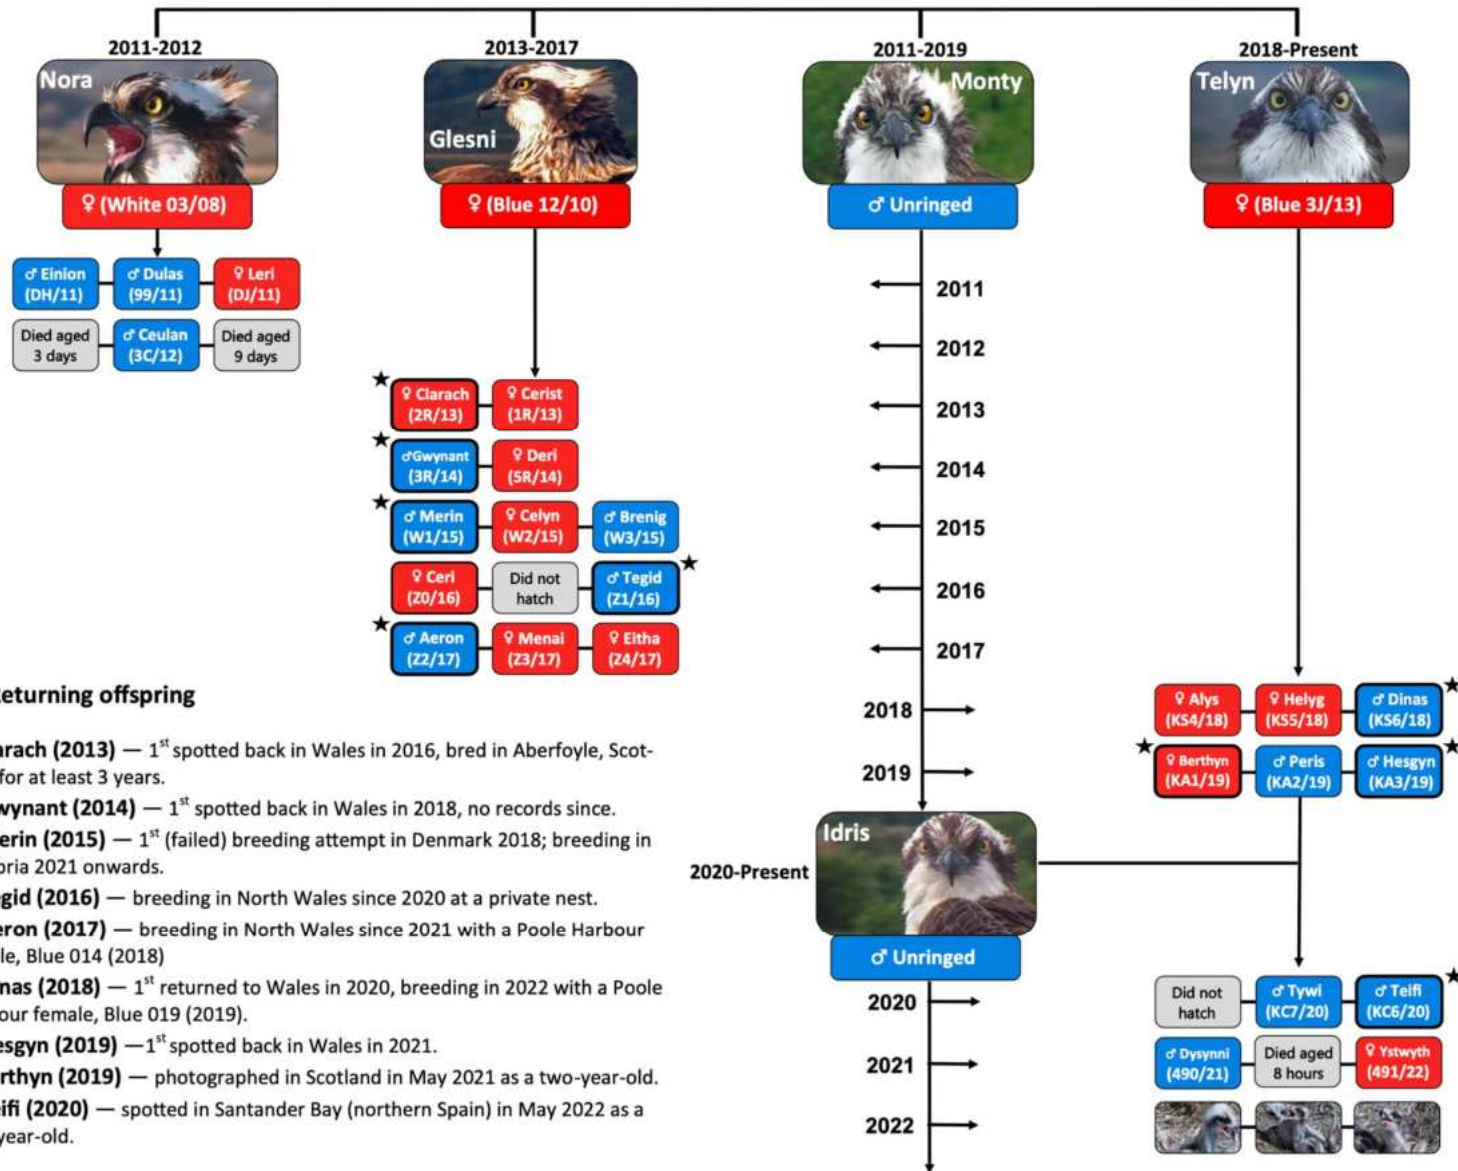 2011-2012
2013-2017
2011-2019
2018-Present
Nora
Glesni
Monty
Telyn
♀ (White 03/08)
♀ (Blue 12/10)
♂ Unringed
♀ (Blue 3J/13)
♂ Einion
(DH/11)
♂ Dulas
(99/11)
♀ Leri
(DJ/11)
Died aged
3 days
♂ Ceulan
(3C/12)
Died aged
9 days
♀ Clarach
(2R/13)
♀ Cerist
(1R/13)
♂Gwynant
(3R/14)
♀ Deri
(5R/14)
♂ Merin
(W1/15)
♀ Celyn
(W2/15)
♂ Brenig
(W3/15)
♀ Ceri
(Z0/16)
Did not
hatch
♂ Tegid
(Z1/16)
♂ Aeron
(Z2/17)
♀ Menai
(Z3/17)
♀ Eitha
(Z4/17)
2011
2012
2013
2014
2015
2016
2017
2018
2019
♀ Alys
(KS4/18)
♀ Helyg
(KS5/18)
♂ Dinas
(KS6/18)
♀ Berthyn
(KA1/19)
♂ Peris
(KA2/19)
♂ Hesgyn
(KA3/19)
2020-Present
Idris
♂ Unringed
2020
2021
2022
Did not
hatch
♂ Tywi
(KC7/20)
♂ Teifi
(KC6/20)
♂ Dysynni
(490/21)
Died aged
8 hours
♀ Ystwyth
(491/22)
eturning offspring
arach (2013) — 1st spotted back in Wales in 2016, bred in Aberfoyle, Scot-
for at least 3 years.
wynant (2014) — 1st spotted back in Wales in 2018, no records since.
erin (2015) — 1st (failed) breeding attempt in Denmark 2018; breeding in
bria 2021 onwards.
gid (2016) — breeding in North Wales since 2020 at a private nest.
eron (2017) — breeding in North Wales since 2021 with a Poole Harbour
le, Blue 014 (2018)
nas (2018) — 1st returned to Wales in 2020, breeding in 2022 with a Poole
our female, Blue 019 (2019).
esgyn (2019) —1st spotted back in Wales in 2021.
rthyn (2019) — photographed in Scotland in May 2021 as a two-year-old.
eifi (2020) — spotted in Santander Bay (northern Spain) in May 2022 as a
year-old.